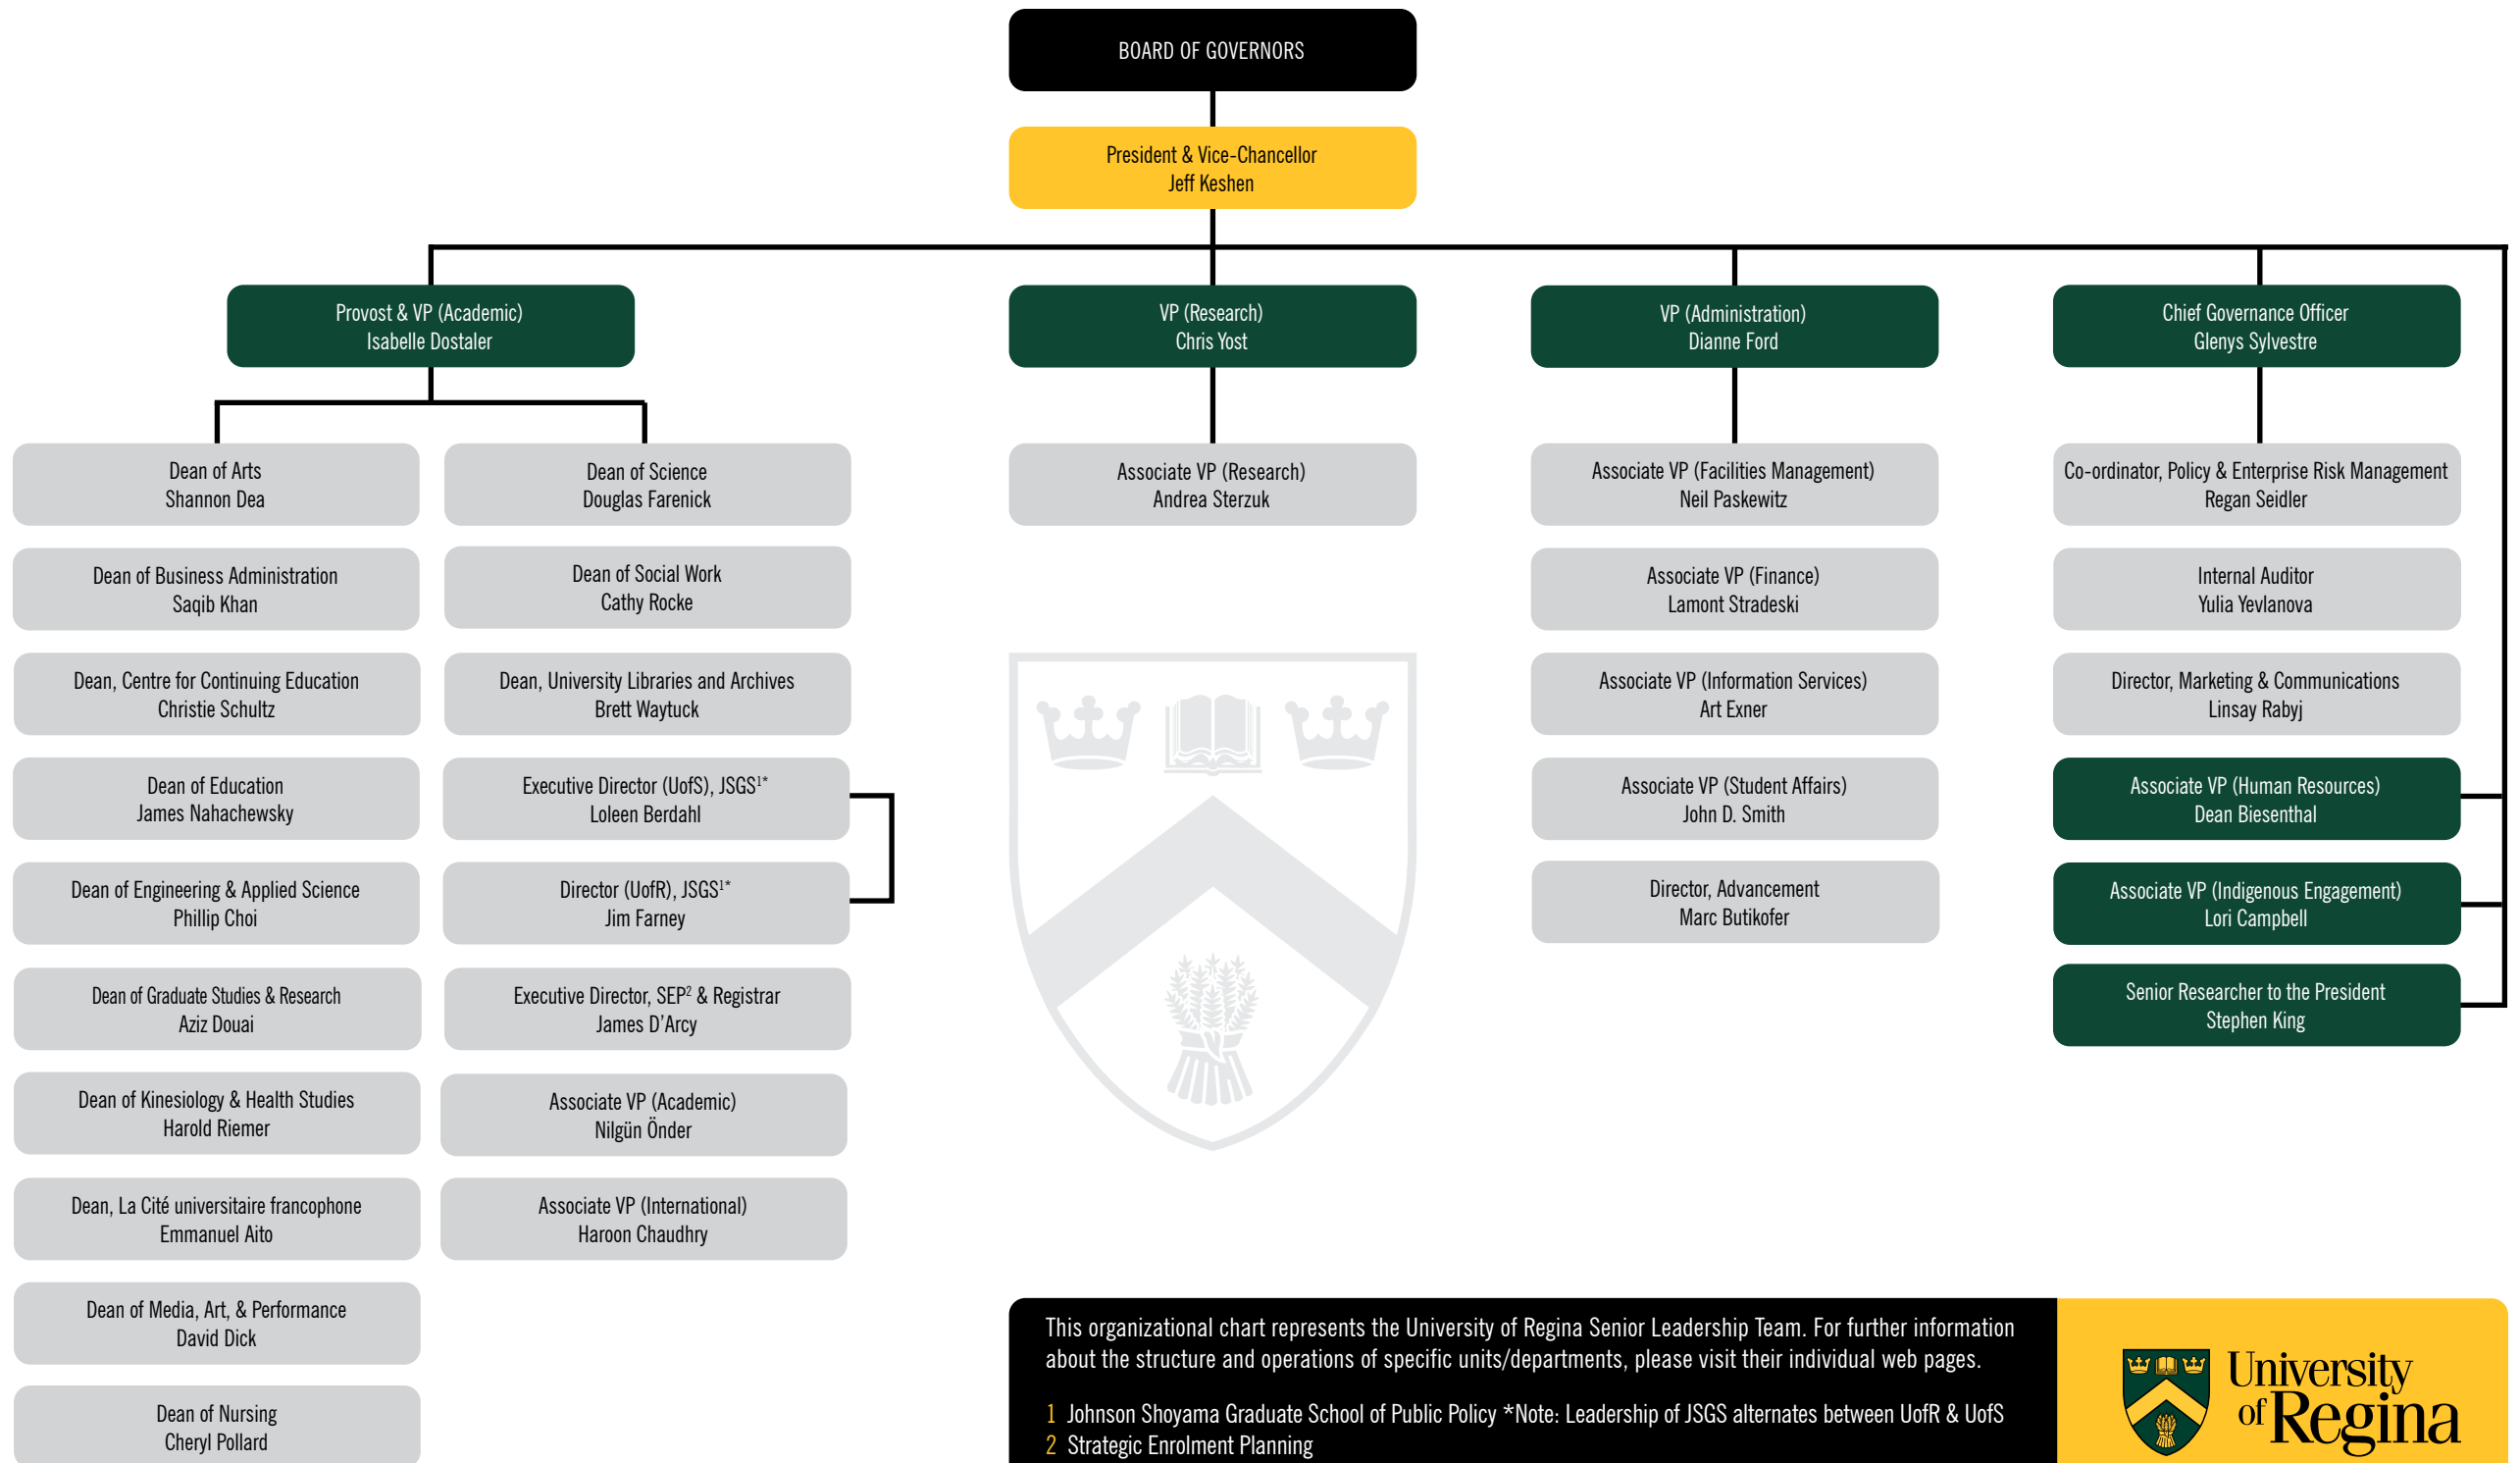 BOARD OF GOVERNORS
President & Vice-Chancellor
Jeff Keshen
Provost & VP (Academic)
Isabelle Dostaler
VP (Research)
Chris Yost
VP (Administration)
Dianne Ford
Chief Governance Officer
Glenys Sylvestre
Dean of Arts
Shannon Dea
Dean of Business Administration
Saqib Khan
Dean, Centre for Continuing Education
Christie Schultz
Dean of Education
James Nahachewsky
Dean of Engineering & Applied Science
Phillip Choi
Dean of Graduate Studies & Research
Aziz Douai
Dean of Kinesiology & Health Studies
Harold Riemer
Dean, La Cité universitaire francophone
Emmanuel Aito
Dean of Media, Art, & Performance
David Dick
Dean of Nursing
Cheryl Pollard
Dean of Science
Douglas Farenick
Dean of Social Work
Cathy Rocke
Dean, University Libraries and Archives
Brett Waytuck
Executive Director (UofS), JSGS¹*
Loleen Berdahl
Director (UofR), JSGS¹*
Jim Farney
Executive Director, SEP² & Registrar
James D’Arcy
Associate VP (Academic)
Nilgün Önder
Associate VP (International)
Haroon Chaudhry
Associate VP (Research)
Andrea Sterzuk
Associate VP (Facilities Management)
Neil Paskewitz
Associate VP (Finance)
Lamont Stradeski
Associate VP (Information Services)
Art Exner
Associate VP (Student Affairs)
John D. Smith
Director, Advancement
Marc Butikofer
Co-ordinator, Policy & Enterprise Risk Management
Regan Seidler
Internal Auditor
Yulia Yevlanova
Director, Marketing & Communications
Linsay Rabyj
Associate VP (Human Resources)
Dean Biesenthal
Associate VP (Indigenous Engagement)
Lori Campbell
Senior Researcher to the President
Stephen King
This organizational chart represents the University of Regina Senior Leadership Team. For further information
about the structure and operations of specific units/departments, please visit their individual web pages.
1 Johnson Shoyama Graduate School of Public Policy *Note: Leadership of JSGS alternates between UofR & UofS
2 Strategic Enrolment Planning
University
of Regina